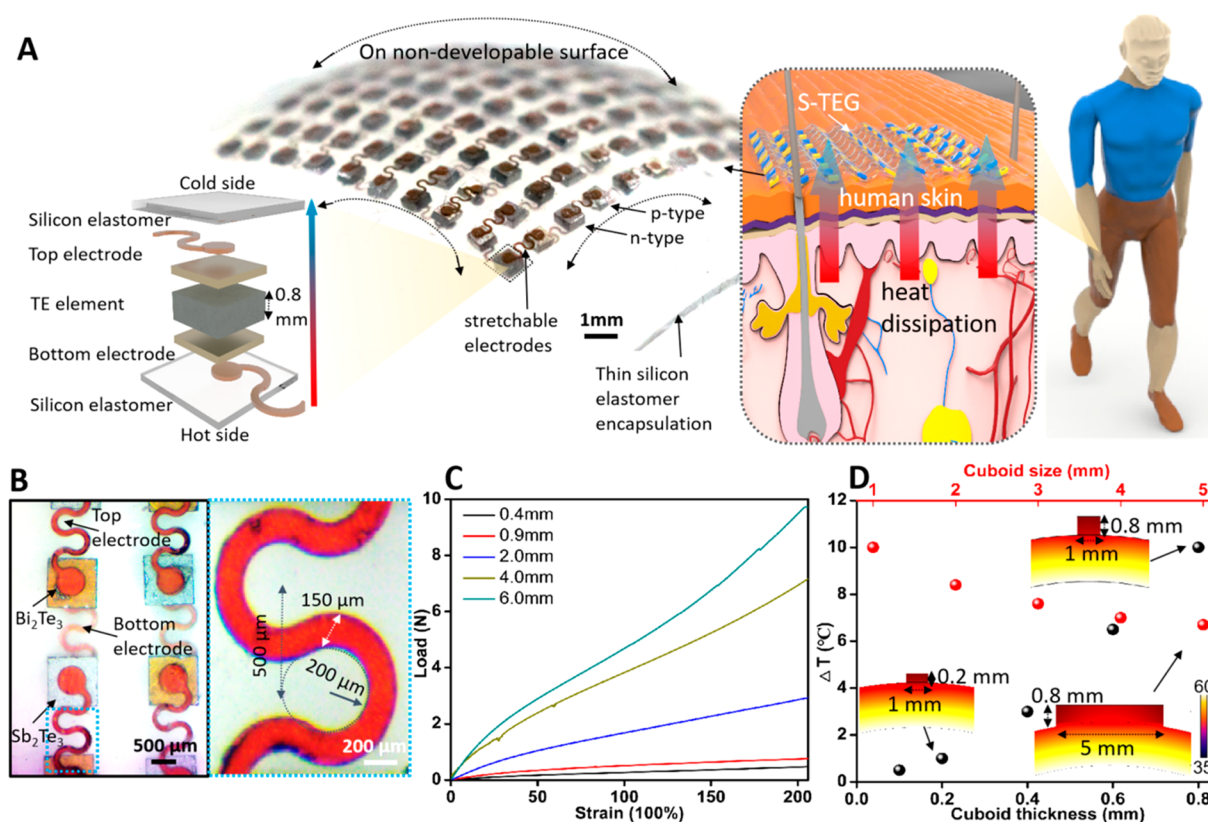 A
On non-developable surface
S-TEG
human skin
heat
dissipation
Cold side
Silicon elastomer
Top electrode
TE element
0.8
mm
Bottom electrode
Silicon elastomer
Hot side
p-type
n-type
stretchable
electrodes
1mm
Thin silicon
elastomer
encapsulation
B
Top
electrode
Bi2Te3
Bottom
electrode
Sb2Te3
500 μm
150 μm
500 μm
200 μm
200 μm
C
10
8
6
4
2
0
Load (N)
0.4mm
0.9mm
2.0mm
4.0mm
6.0mm
0 50 100 150 200
Strain (100%)
D
Cuboid size (mm)
1 2 3 4 5
12
10
8
6
4
2
0
△ T (℃)
0.8 mm
1 mm
0.2 mm
1 mm
0.8 mm
5 mm
60
35
0.0 0.2 0.4 0.6 0.8
Cuboid thickness (mm)